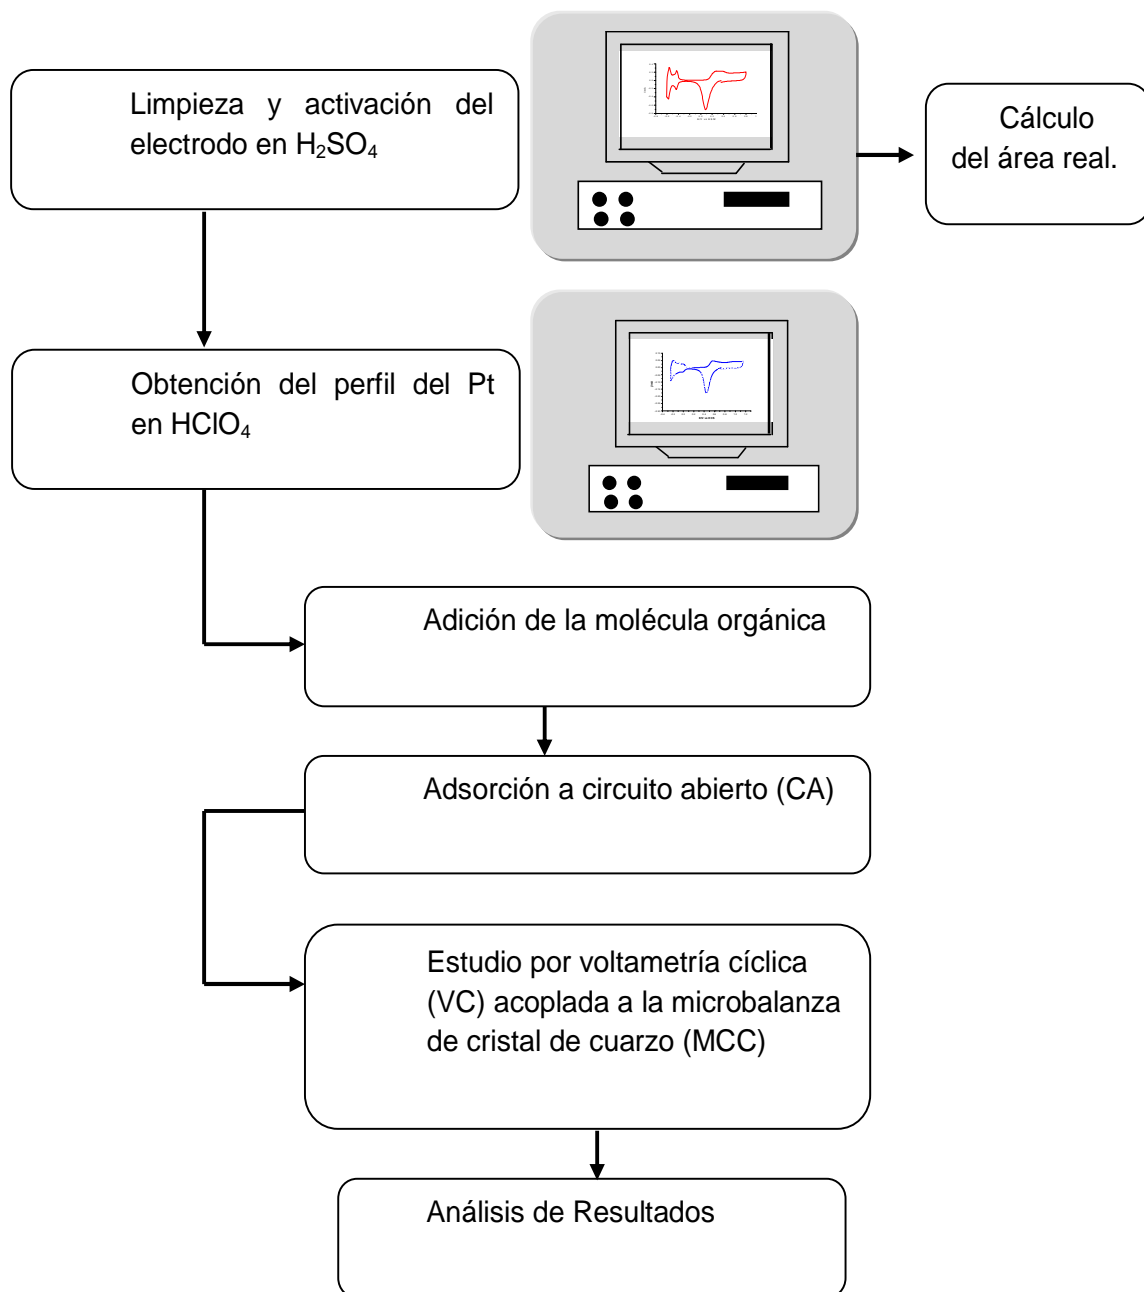 Limpieza y activación del
electrodo en H₂SO₄
Cálculo
del área real.
Obtención del perfil del Pt
en HClO₄
Adición de la molécula orgánica
Adsorción a circuito abierto (CA)
Estudio por voltametría cíclica
(VC) acoplada a la microbalanza
de cristal de cuarzo (MCC)
Análisis de Resultados